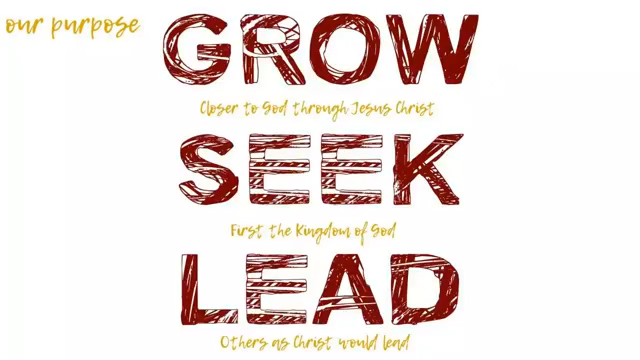 our purpose
GROW
Closer to God through Jesus Christ
SEEK
First the Kingdom of God
LEAD
Others as Christ would lead